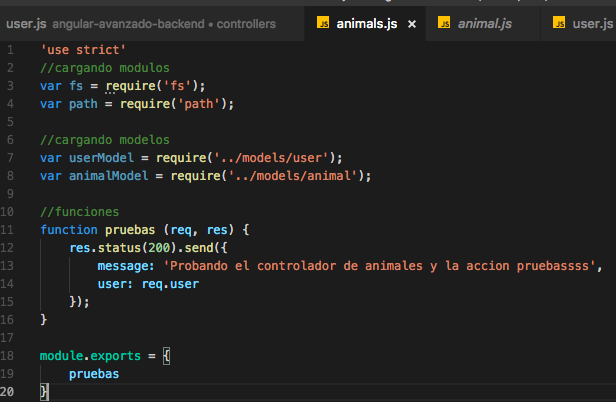 user.js angular-avanzado-backend • controllers JS animals.js × JS animal.js JS user.js
1 'use strict'
2 //cargando modulos
3 var fs = require('fs');
4 var path = require('path');
5
6 //cargando modelos
7 var userModel = require('../models/user');
8 var animalModel = require('../models/animal');
9
10 //funciones
11 function pruebas (req, res) {
12     res.status(200).send({
13         message: 'Probando el controlador de animales y la accion pruebassss',
14         user: req.user
15     });
16 }
17
18 module.exports = {
19     pruebas
20 }